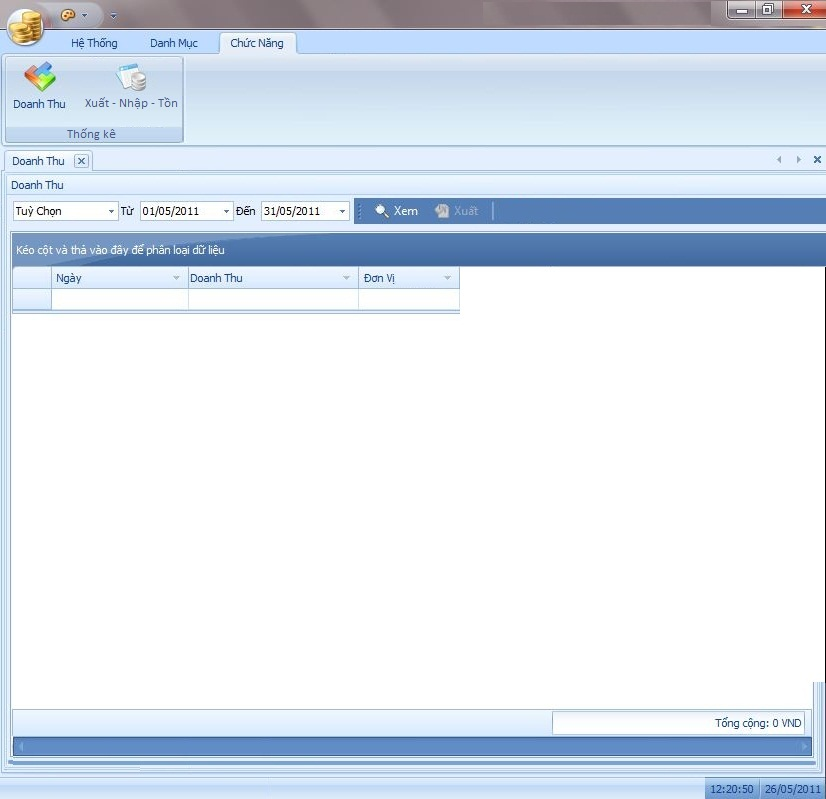 Hệ Thống Danh Mục Chức Năng
Doanh Thu Xuất - Nhập - Tồn
Thống kê
Doanh Thu
Doanh Thu
Tuỳ Chọn Từ 01/05/2011 Đến 31/05/2011 Xem Xuất
Kéo cột và thả vào đây để phân loại dữ liệu
Ngày Doanh Thu Đơn Vị
Tổng cộng: 0 VND
12:20:50 26/05/2011